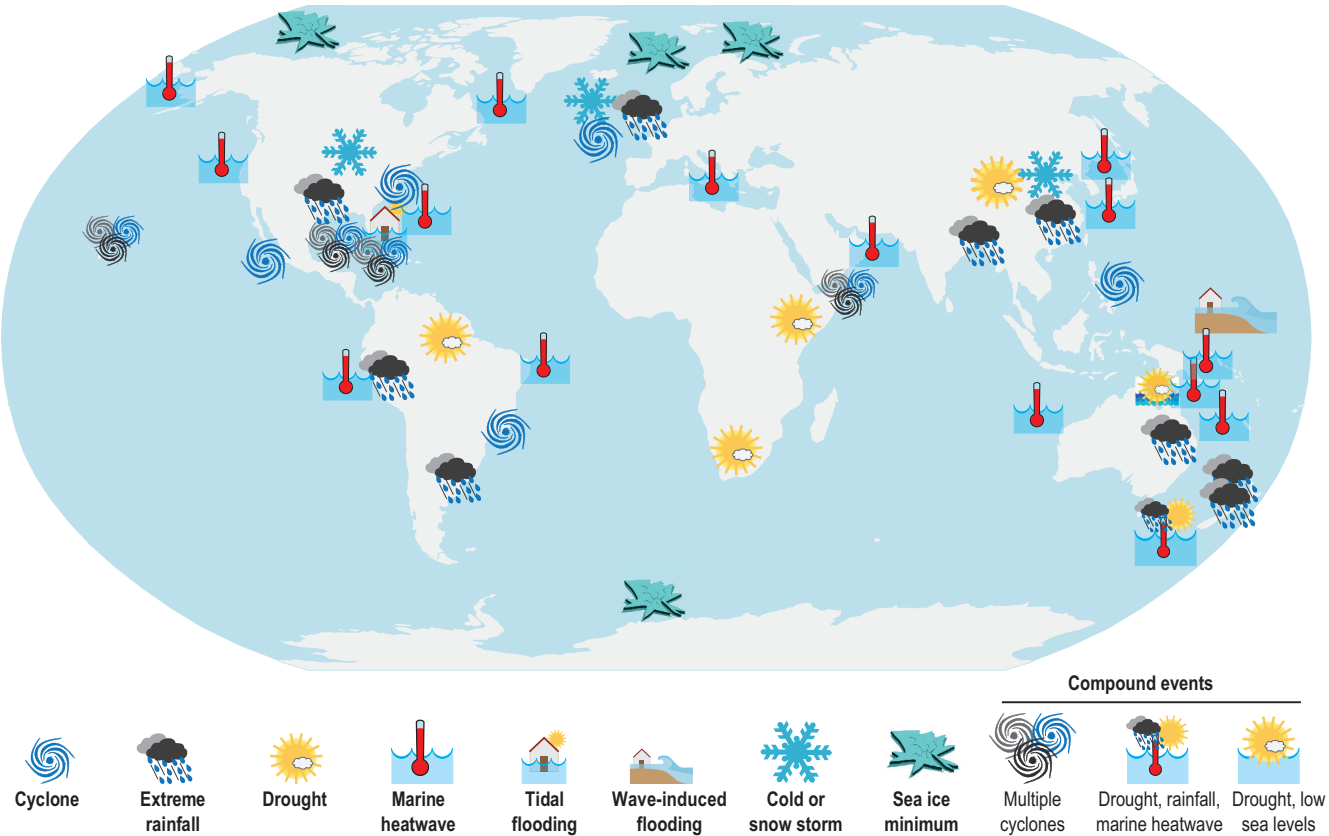 Compound events
Cyclone
Extreme
rainfall
Drought
Marine
heatwave
Tidal
flooding
Wave-induced
flooding
Cold or
snow storm
Sea ice
minimum
Multiple
cyclones
Drought, rainfall,
marine heatwave
Drought, low
sea levels